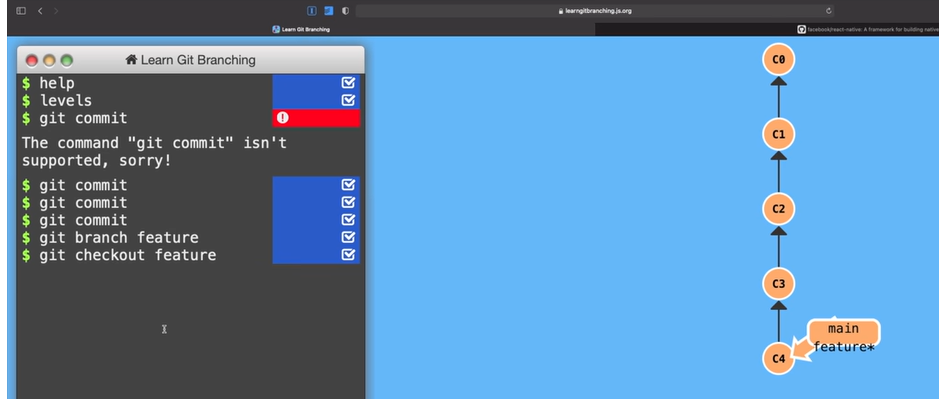 learngitbranching.js.org
Learn Git Branching
facebook/react-native: A framework for building native
Learn Git Branching
$ help
$ levels
$ git commit
The command "git commit" isn't
supported, sorry!
$ git commit
$ git commit
$ git commit
$ git branch feature
$ git checkout feature
C0
C1
C2
C3
main
feature*
C4